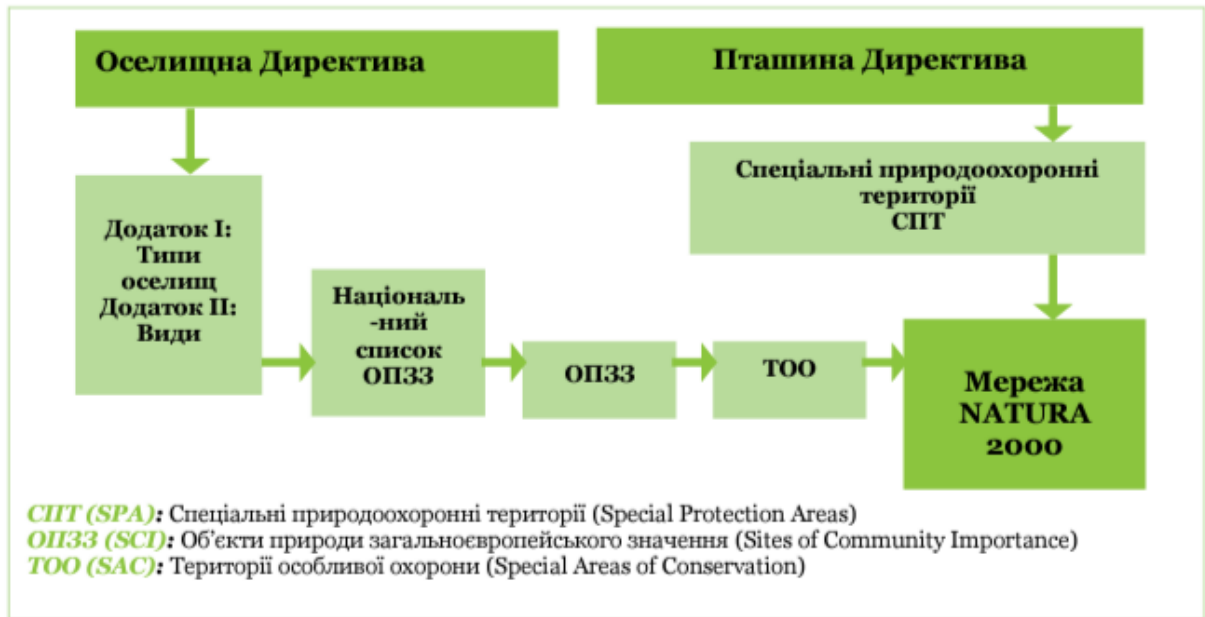 Оселищна Директива
Пташина Директива
Спеціальні природоохоронні
території
СПТ
Додаток I:
Типи
оселищ
Додаток II:
Види
Національ
-ний
список
ОПЗЗ
ОПЗЗ
ТОО
Мережа
NATURA
2000
СПТ (SPA): Спеціальні природоохоронні території (Special Protection Areas)
ОПЗЗ (SCI): Об’єкти природи загальноєвропейського значення (Sites of Community Importance)
ТОО (SAC): Території особливої охорони (Special Areas of Conservation)